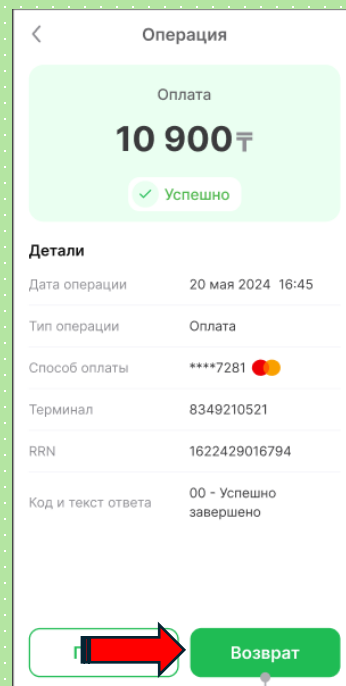 Операция
Оплата
10 900 ₸
Успешно
Детали
Дата операции 20 мая 2024 16:45
Тип операции Оплата
Способ оплаты ****7281
Терминал 8349210521
RRN 1622429016794
Код и текст ответа 00 - Успешно
завершено
Возврат